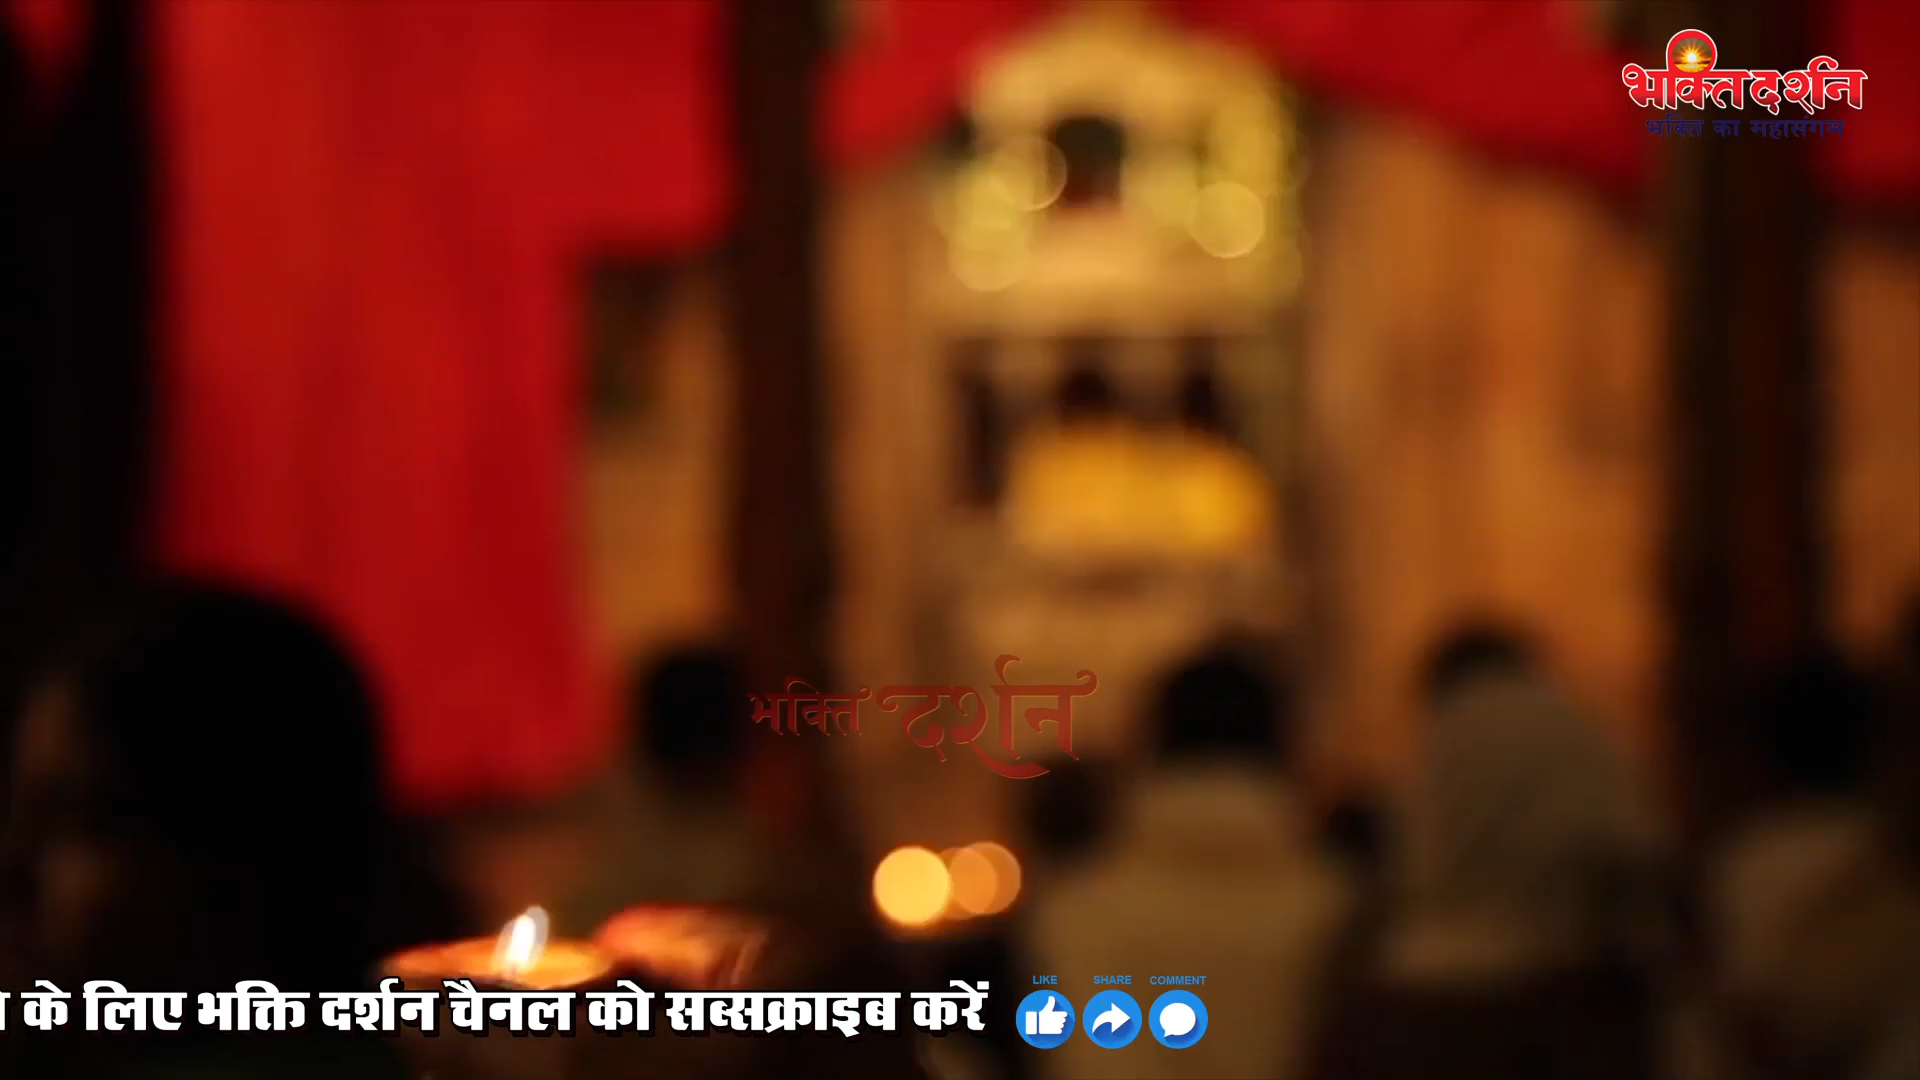 भक्ति दर्शन
भक्ति का महासंगम
भक्ति दर्शन
LIKE SHARE COMMENT
के लिए भक्ति दर्शन चैनल को सब्सक्राइब करें